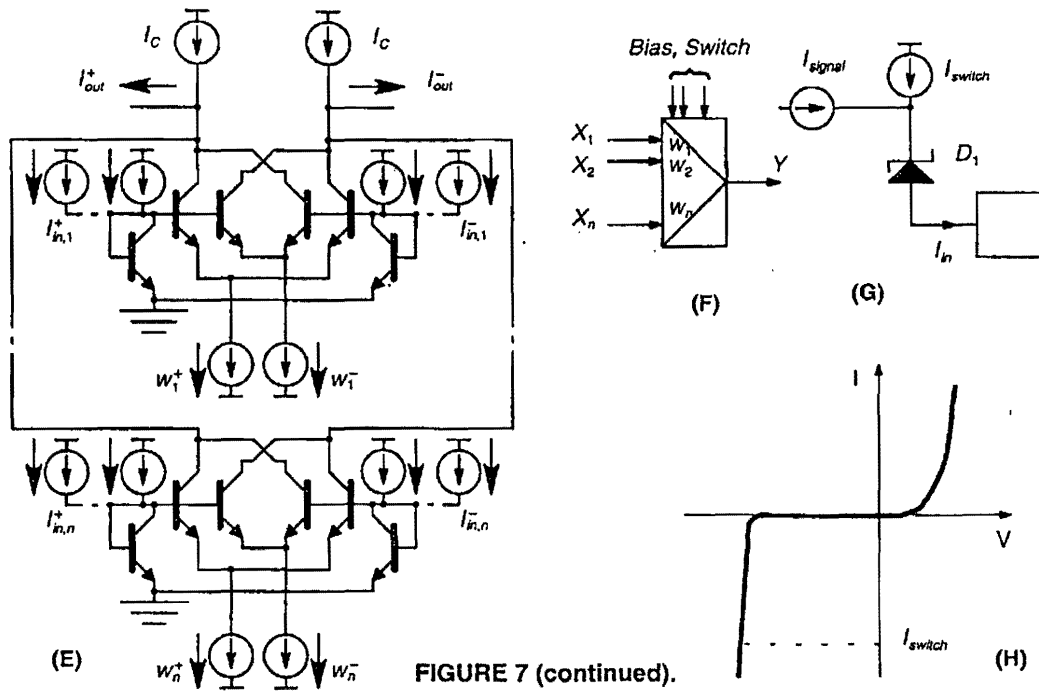 I_C
I_C
I^+_out
I^-_out
I^+_in,1
I^-_in,1
w^+_1
w^-_1
I^+_in,n
I^-_in,n
w^+_n
w^-_n
(E)
Bias, Switch
X_1
X_2
X_n
w_1
w_2
w_n
Y
(F)
I_signal
I_switch
D_1
I_in
(G)
I
V
I_switch
(H)
FIGURE 7 (continued).